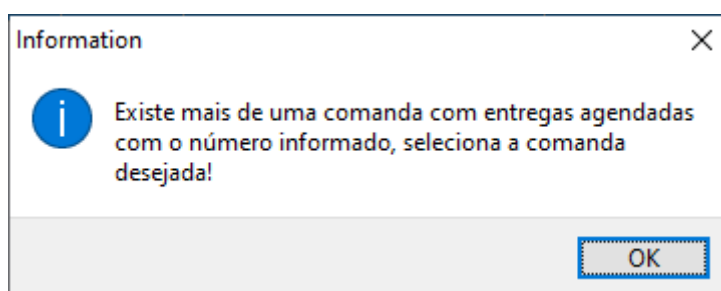 Information
Existe mais de uma comanda com entregas agendadas
com o número informado, seleciona a comanda
desejada!
OK